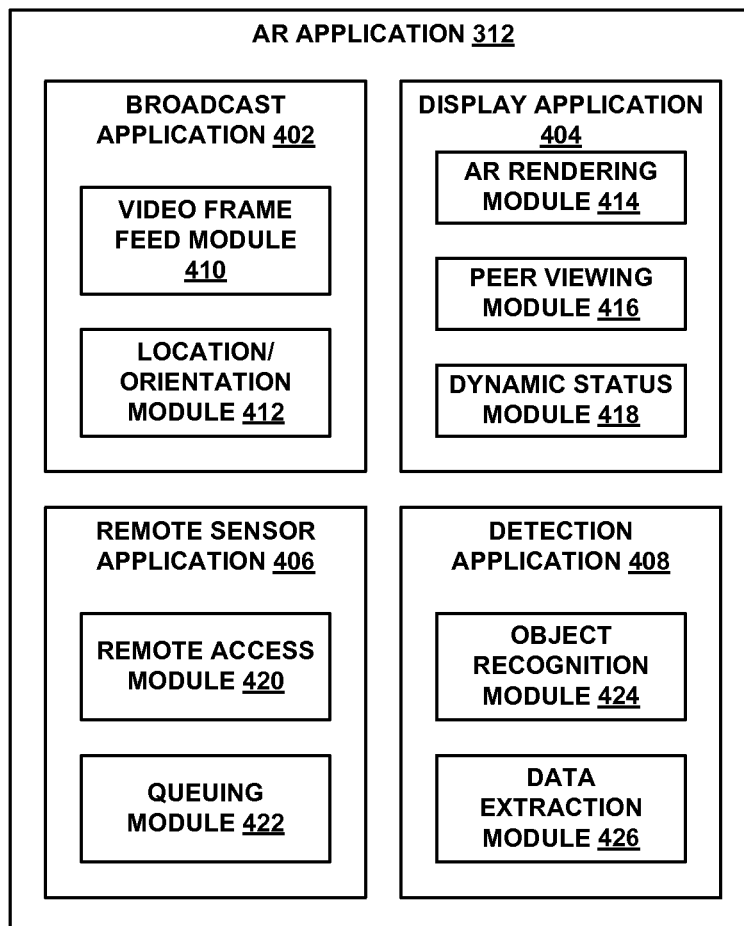 AR APPLICATION 312
BROADCAST
APPLICATION 402
VIDEO FRAME
FEED MODULE
410
LOCATION/
ORIENTATION
MODULE 412
DISPLAY APPLICATION
404
AR RENDERING
MODULE 414
PEER VIEWING
MODULE 416
DYNAMIC STATUS
MODULE 418
REMOTE SENSOR
APPLICATION 406
REMOTE ACCESS
MODULE 420
QUEUING
MODULE 422
DETECTION
APPLICATION 408
OBJECT
RECOGNITION
MODULE 424
DATA
EXTRACTION
MODULE 426